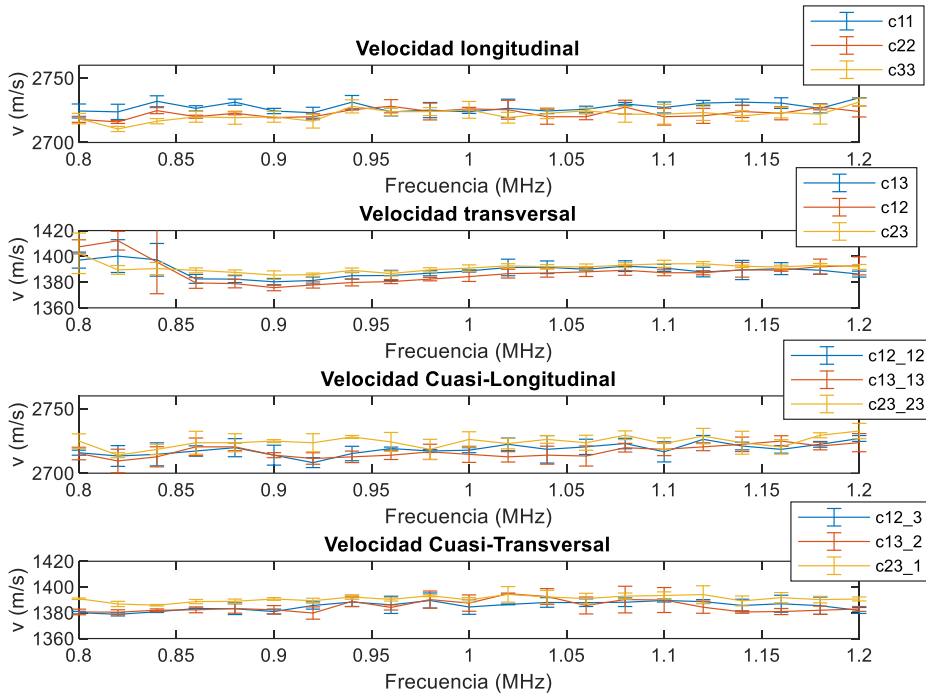 Velocidad longitudinal
c11
c22
c33
v (m/s)
2750
2700
0.8 0.85 0.9 0.95 1 1.05 1.1 1.15 1.2
Frecuencia (MHz)
Velocidad transversal
c13
c12
c23
v (m/s)
1420
1400
1380
1360
0.8 0.85 0.9 0.95 1 1.05 1.1 1.15 1.2
Frecuencia (MHz)
Velocidad Cuasi-Longitudinal
c12_12
c13_13
c23_23
v (m/s)
2750
2700
0.8 0.85 0.9 0.95 1 1.05 1.1 1.15 1.2
Frecuencia (MHz)
Velocidad Cuasi-Transversal
c12_3
c13_2
c23_1
v (m/s)
1420
1400
1380
1360
0.8 0.85 0.9 0.95 1 1.05 1.1 1.15 1.2
Frecuencia (MHz)